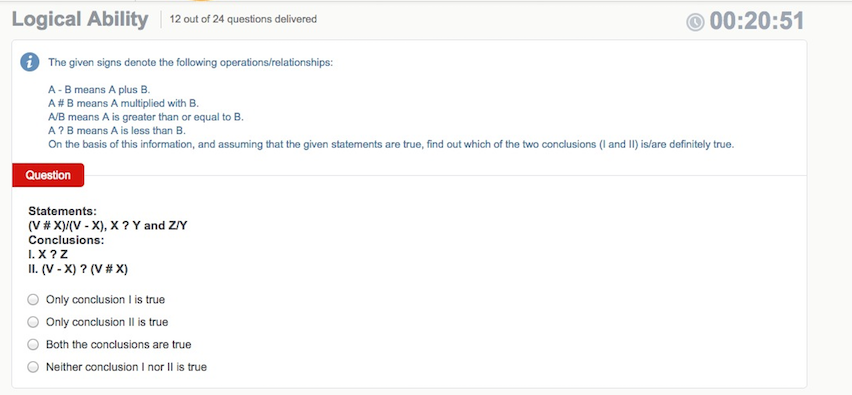 Logical Ability
12 out of 24 questions delivered
00:20:51
The given signs denote the following operations/relationships:
A - B means A plus B.
A # B means A multiplied with B.
A/B means A is greater than or equal to B.
A ? B means A is less than B.
On the basis of this information, and assuming that the given statements are true, find out which of the two conclusions (I and II) is/are definitely true.
Question
Statements:
(V # X)/(V - X), X ? Y and Z/Y
Conclusions:
I. X ? Z
II. (V - X) ? (V # X)
Only conclusion I is true
Only conclusion II is true
Both the conclusions are true
Neither conclusion I nor II is true